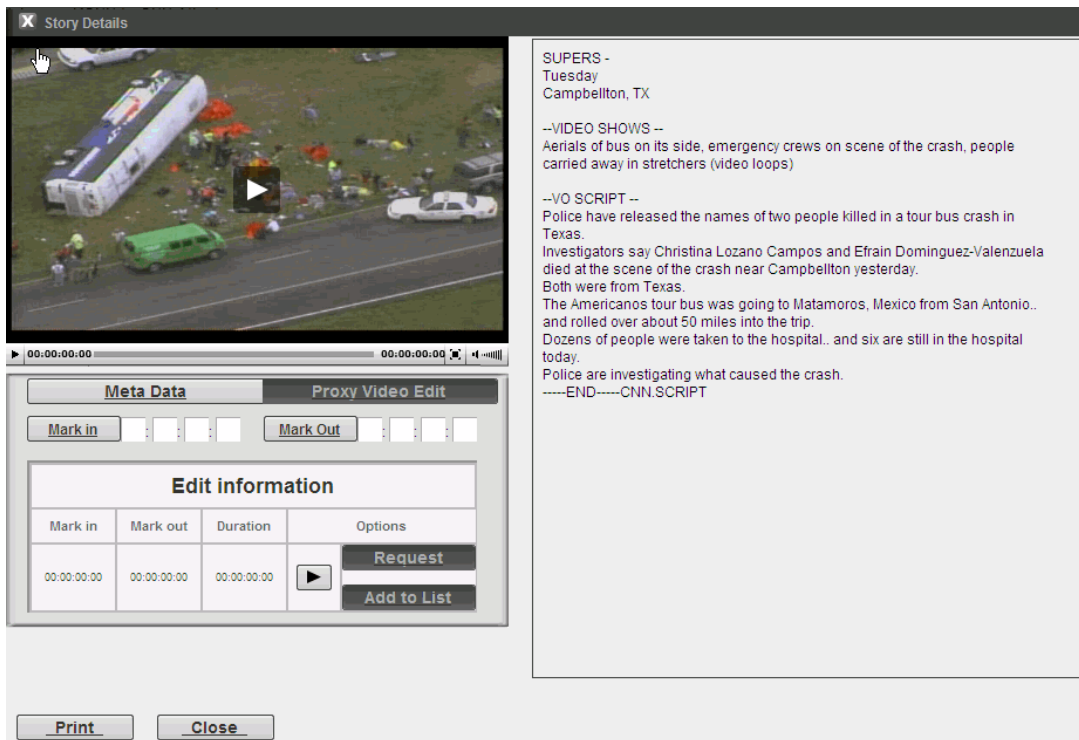 X Story Details
SUPERS -
Tuesday
Campbellton, TX
--VIDEO SHOWS --
Aerials of bus on its side, emergency crews on scene of the crash, people
carried away in stretchers (video loops)
--VO SCRIPT --
Police have released the names of two people killed in a tour bus crash in
Texas.
Investigators say Christina Lozano Campos and Efrain Dominguez-Valenzuela
died at the scene of the crash near Campbellton yesterday.
Both were from Texas.
The Americanos tour bus was going to Matamoros, Mexico from San Antonio..
and rolled over about 50 miles into the trip.
Dozens of people were taken to the hospital.. and six are still in the hospital
today.
Police are investigating what caused the crash.
-----END-----CNN.SCRIPT
00:00:00:00 00:00:00:00
Meta Data Proxy Video Edit
Mark in : : : Mark Out : : :
Edit information
Mark in Mark out Duration Options
00:00:00:00 00:00:00:00 00:00:00:00 Request
Add to List
Print Close